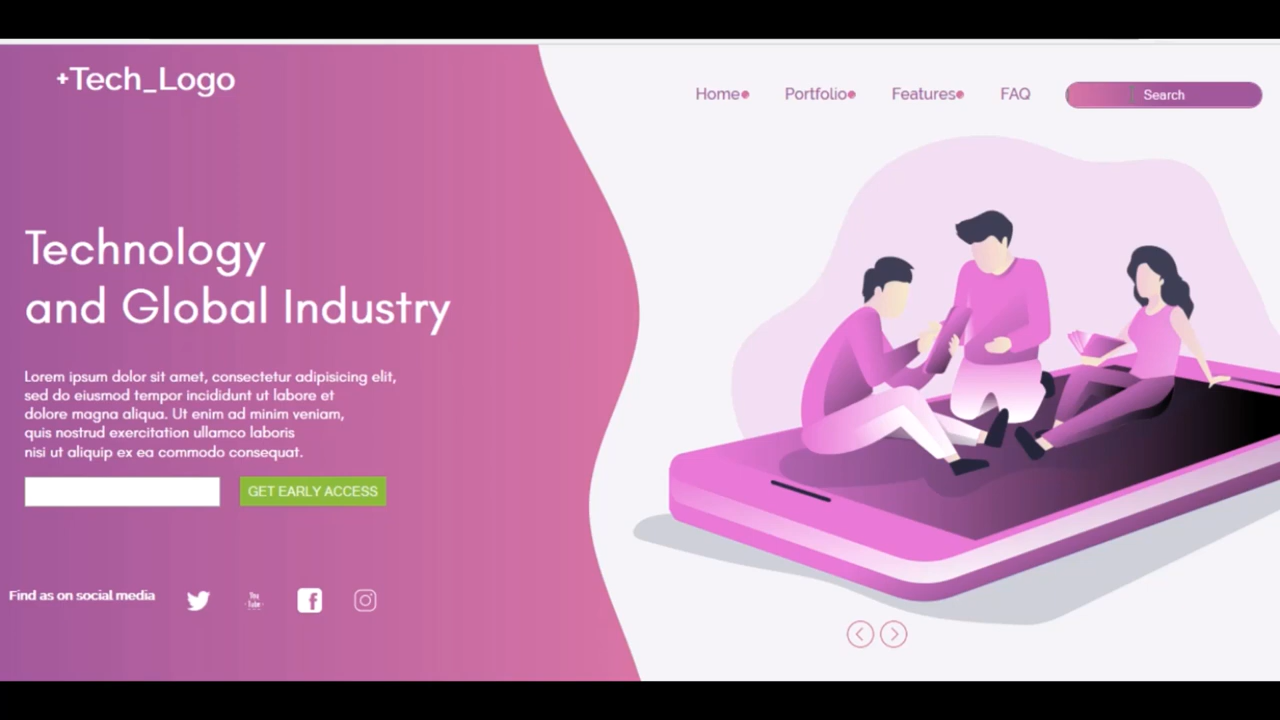 +Tech_Logo
Home
Portfolio
Features
FAQ
Search
Technology
and Global Industry
Lorem ipsum dolor sit amet, consectetur adipisicing elit,
sed do eiusmod tempor incididunt ut labore et
dolore magna aliqua. Ut enim ad minim veniam,
quis nostrud exercitation ullamco laboris
nisi ut aliquip ex ea commodo consequat.
GET EARLY ACCESS
Find as on social media
You
Tube
f